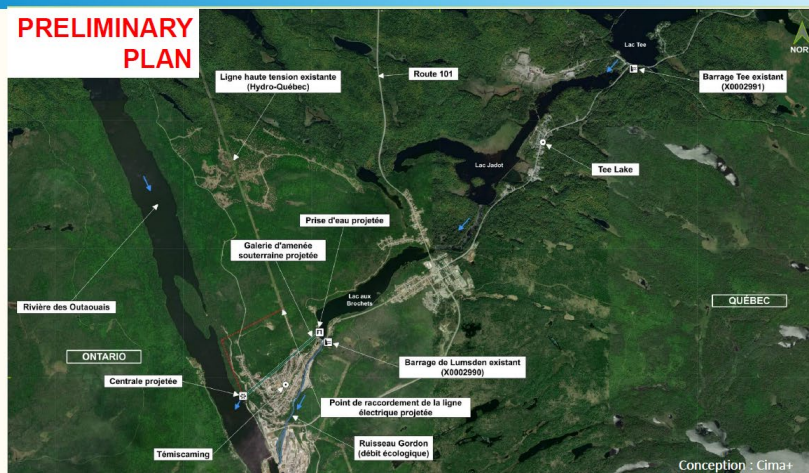 PRELIMINARY
PLAN
Lac Tee
NOR
Ligne haute tension existante
(Hydro-Québec)
Route 101
Barrage Tee existant
(X0002991)
Lac Jadot
Tee Lake
Prise d'eau projetée
Galerie d'amenée
souterraine projetée
Lac aux
Brochets
Rivière des Outaouais
QUÉBEC
ONTARIO
Barrage de Lumsden existant
(X0002990)
Centrale projetée
Point de raccordement de la ligne
électrique projetée
Témiscaming
Ruisseau Gordon
(débit écologique)
Conception : Cima+